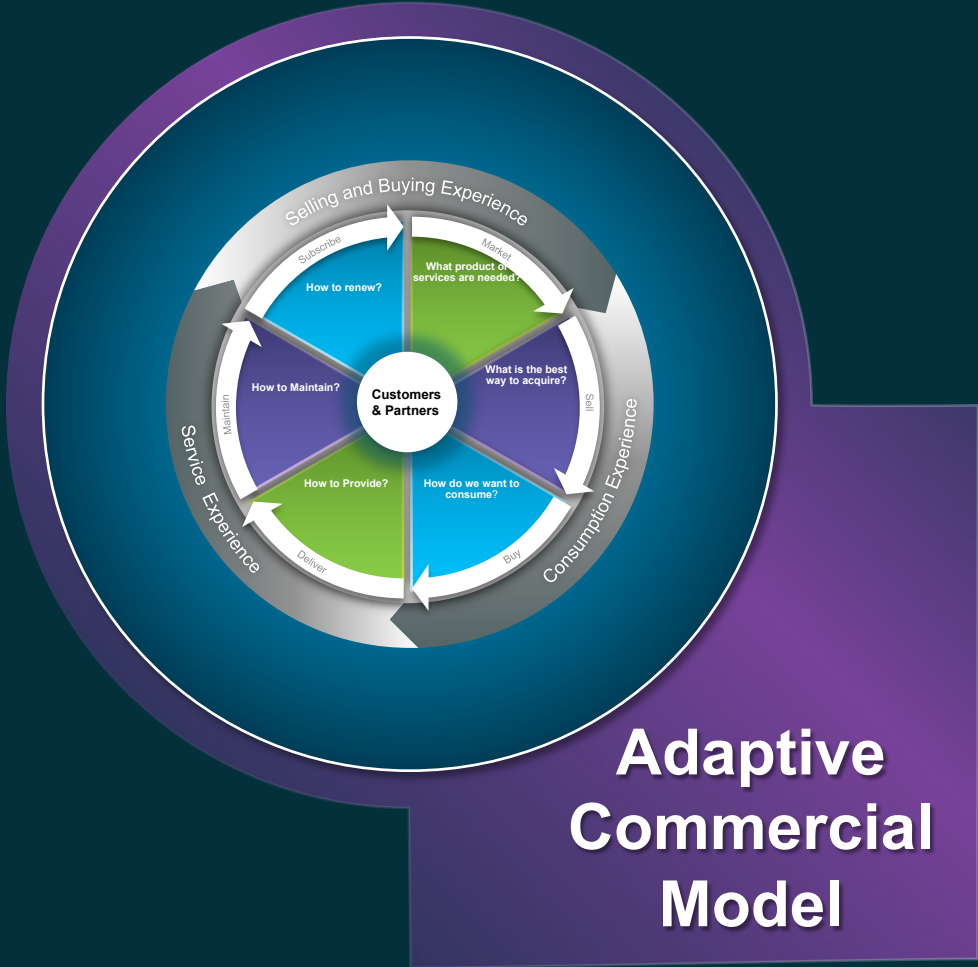 Selling and Buying Experience
Subscribe
Market
What product or
services are needed?
How to renew?
What is the best
way to acquire?
Sell
How to Maintain?
Maintain
Customers
& Partners
Consumption Experience
Service Experience
How to Provide?
How do we want to
consume?
Deliver
Buy
Adaptive
Commercial
Model